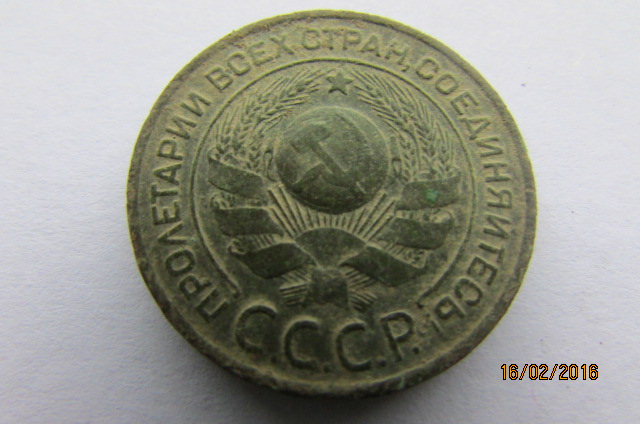 ПРОЛЕТАРИИ ВСЕХ СТРАН, СОЕДИНЯЙТЕСЬ!
С.С.С.Р.
16/02/2016